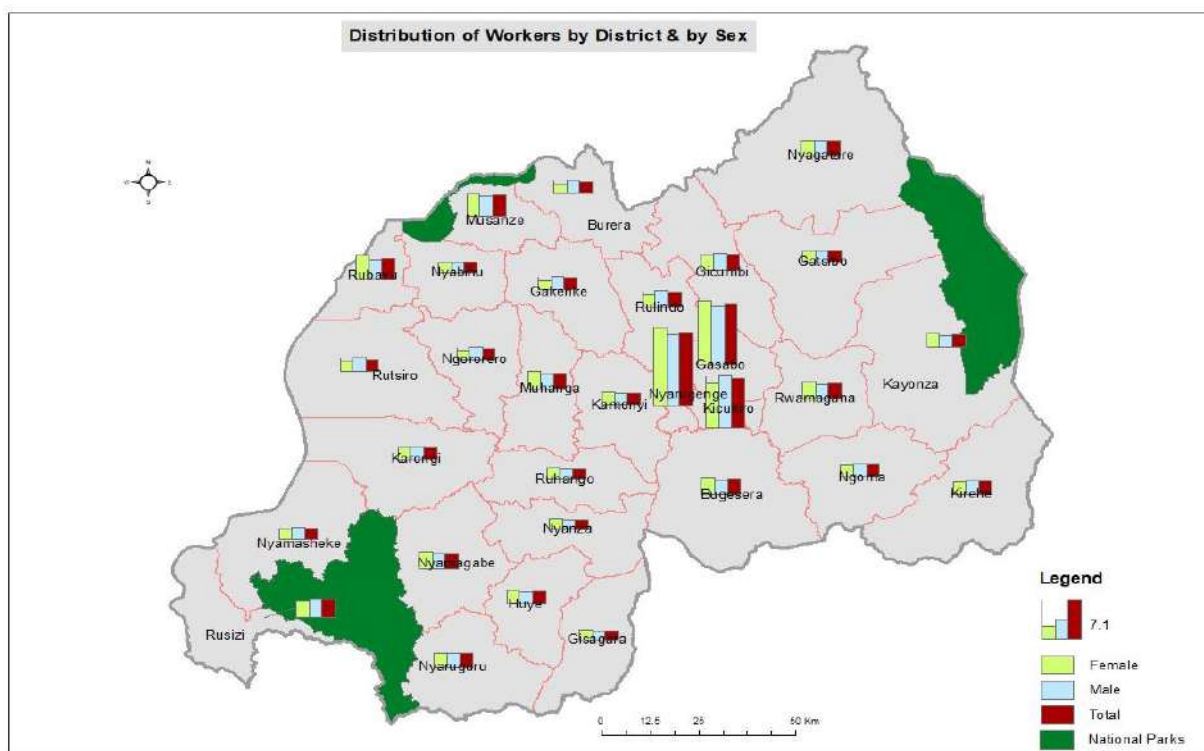 Distribution of Workers by District & by Sex
N
W E
S
Nyagatare
Musanze
Burera
Rubavu
Nyabihu
Gakenke
Gicumbi
Gatsibo
Rulindo
Rutsiro
Ngororero
Muhanga
Kamonyi
Nyarugenge
Gasabo
Kicukiro
Rwamagana
Kayonza
Karongi
Ruhango
Bugesera
Ngoma
Kirehe
Nyamasheke
Nyanza
Nyamagabe
Huye
Rusizi
Gisagara
Nyaruguru
Legend
7.1
Female
Male
Total
National Parks
0 12.5 25 50 Km